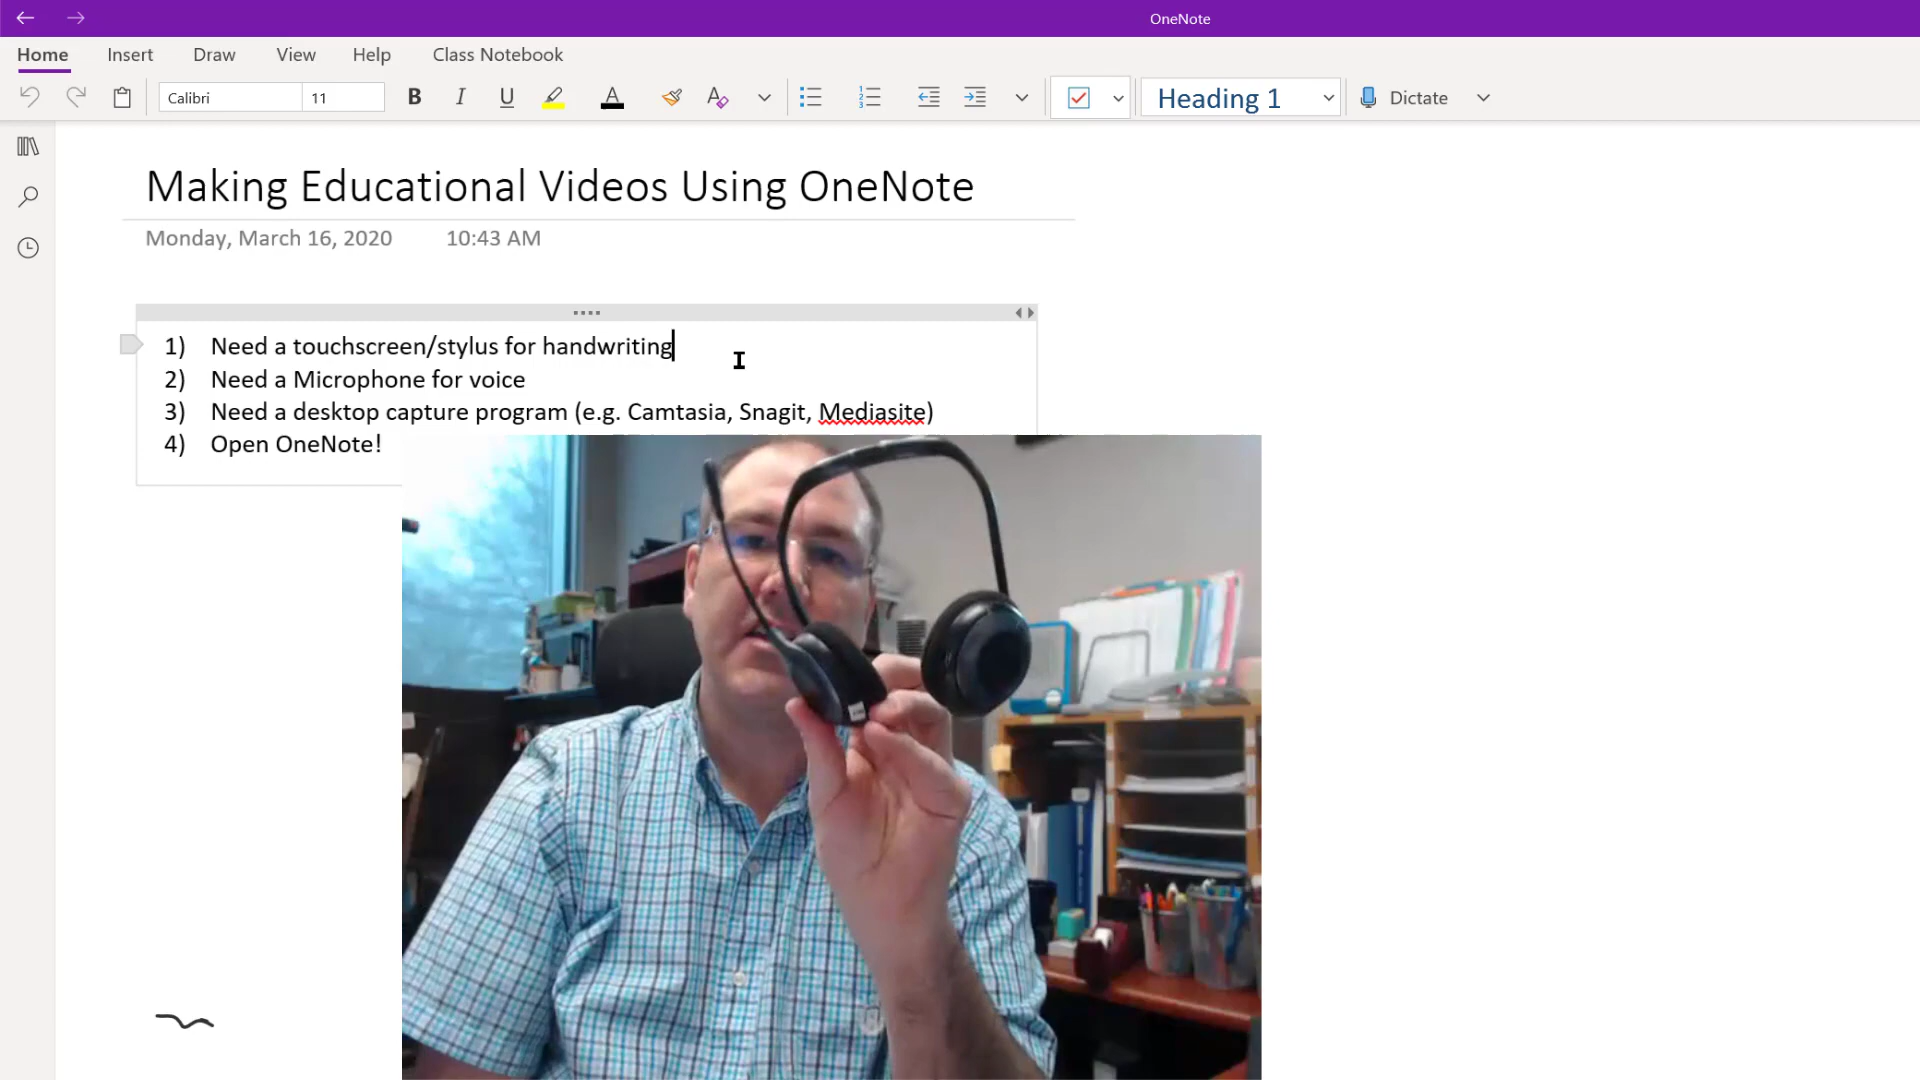 OneNote
Home Insert Draw View Help Class Notebook
Calibri 11 B I U A Heading 1 Dictate
Making Educational Videos Using OneNote
Monday, March 16, 2020 10:43 AM
1) Need a touchscreen/stylus for handwriting
2) Need a Microphone for voice
3) Need a desktop capture program (e.g. Camtasia, Snagit, Mediasite)
4) Open OneNote!